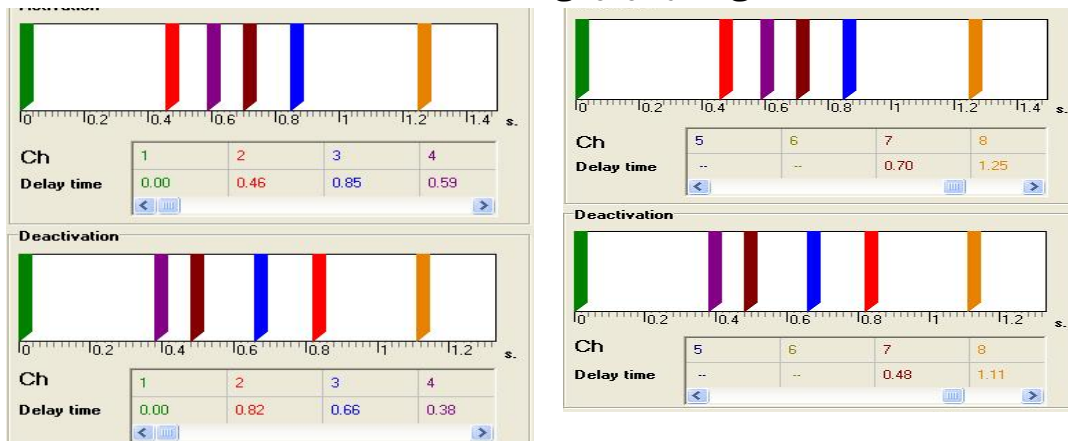 0 0.2 0.4 0.6 0.8 1 1.2 1.4 s.
Ch 1 2 3 4
Delay time 0.00 0.46 0.85 0.59
Deactivation
0 0.2 0.4 0.6 0.8 1 1.2 s.
Ch 1 2 3 4
Delay time 0.00 0.82 0.66 0.38
0 0.2 0.4 0.6 0.8 1 1.2 1.4 s.
Ch 5 6 7 8
Delay time -- -- 0.70 1.25
Deactivation
0 0.2 0.4 0.6 0.8 1 1.2 s.
Ch 5 6 7 8
Delay time -- -- 0.48 1.11